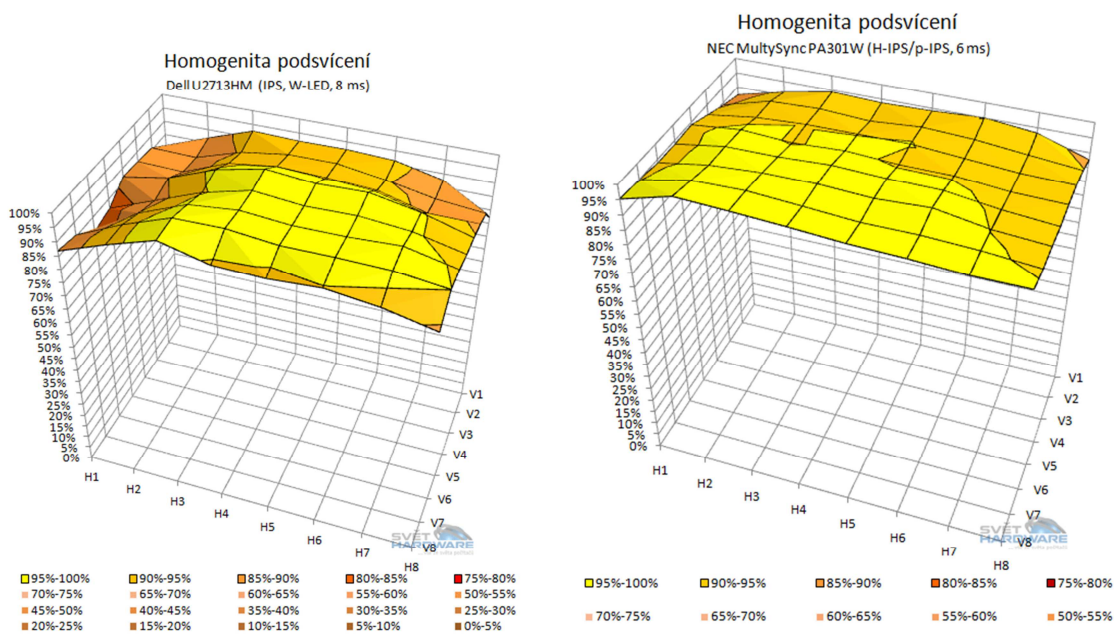 Homogenita podsvícení
Dell U2713HM (IPS, W-LED, 8 ms)
100%
95%
90%
85%
80%
75%
70%
65%
60%
55%
50%
45%
40%
35%
30%
25%
20%
15%
10%
5%
0%
H1
H2
H3
H4
H5
H6
H7
H8
V1
V2
V3
V4
V5
V6
V7
V8
SVĚT
HARDWARE
95%-100% 90%-95% 85%-90% 80%-85% 75%-80%
70%-75% 65%-70% 60%-65% 55%-60% 50%-55%
45%-50% 40%-45% 35%-40% 30%-35% 25%-30%
20%-25% 15%-20% 10%-15% 5%-10% 0%-5%
Homogenita podsvícení
NEC MultySync PA301W (H-IPS/p-IPS, 6 ms)
100%
95%
90%
85%
80%
75%
70%
65%
60%
55%
50%
45%
40%
35%
30%
25%
20%
15%
10%
5%
0%
H1
H2
H3
H4
H5
H6
H7
H8
V1
V2
V3
V4
V5
V6
V7
V8
SVĚT
HARDWARE
95%-100% 90%-95% 85%-90% 80%-85% 75%-80%
70%-75% 65%-70% 60%-65% 55%-60% 50%-55%